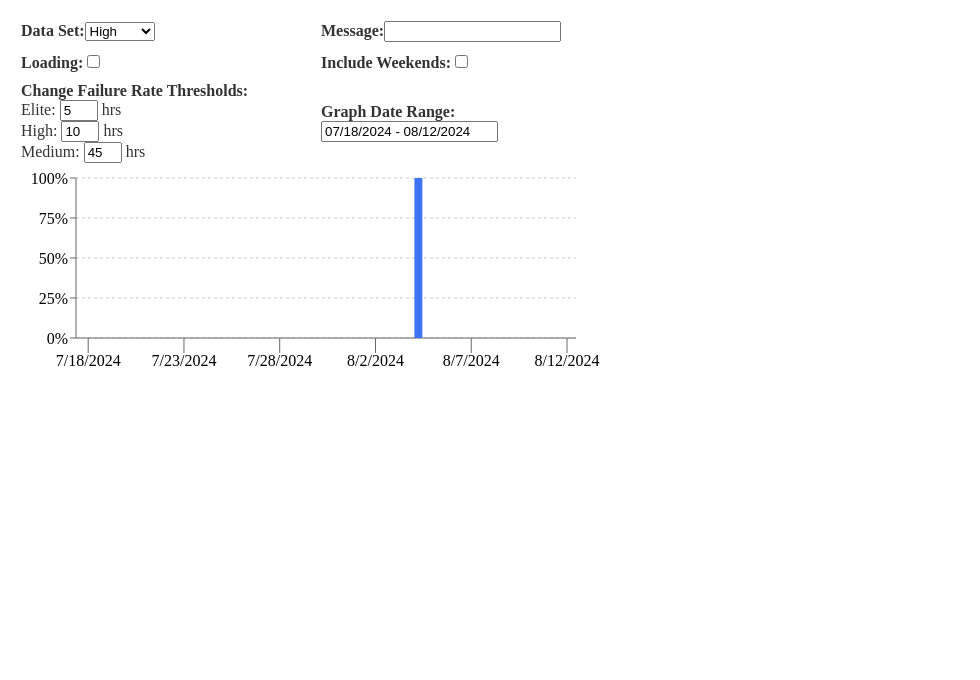 Data Set: High
Message:
Loading:
Include Weekends:
Change Failure Rate Thresholds:
Elite: 5 hrs
High: 10 hrs
Medium: 45 hrs
Graph Date Range:
07/18/2024 - 08/12/2024
100%
75%
50%
25%
0%
7/18/2024 7/23/2024 7/28/2024 8/2/2024 8/7/2024 8/12/2024